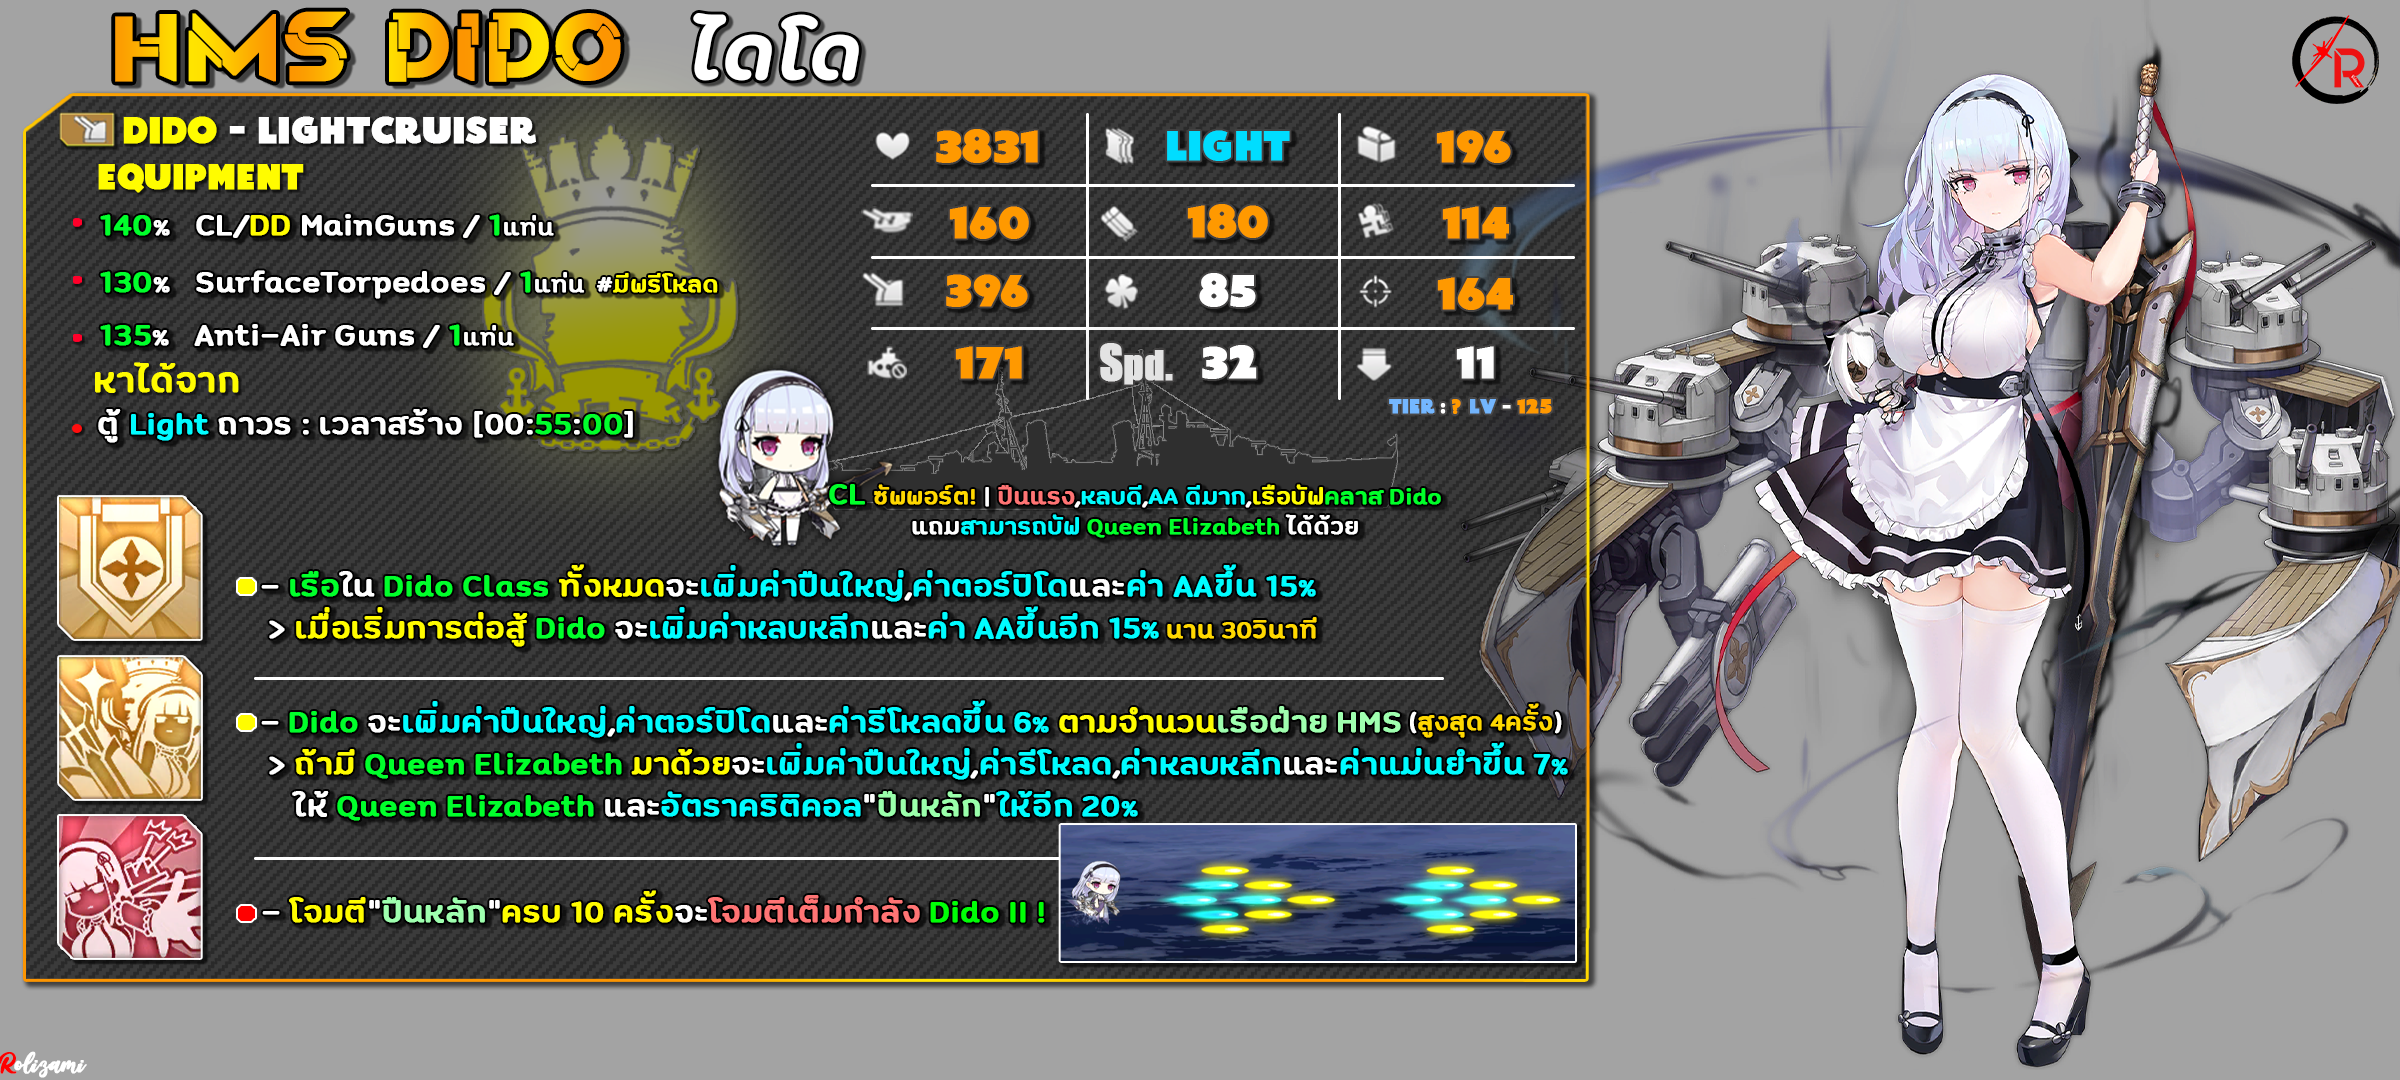 HMS DIDO ไดโด
R
DIDO - LIGHTCRUISER
EQUIPMENT
140% CL/DD MainGuns / 1แท่น
130% SurfaceTorpedoes / 1แท่น #มีพรีโหลด
135% Anti-Air Guns / 1แท่น
หาได้จาก
ตู้ Light ถาวร : เวลาสร้าง [00:55:00]
3831 LIGHT 196
160 180 114
396 85 164
171 Spd. 32 11
TIER : ? LV - 125
CL ซัพพอร์ต! | ปืนแรง,หลบดี,AA ดีมาก,เรือบัฟคลาส Dido
แถมสามารถบัฟ Queen Elizabeth ได้ด้วย
- เรือใน Dido Class ทั้งหมดจะเพิ่มค่าปืนใหญ่,ค่าตอร์ปิโดและค่า AAขึ้น 15%
> เมื่อเริ่มการต่อสู้ Dido จะเพิ่มค่าหลบหลีกและค่า AAขึ้นอีก 15% นาน 30วินาที
- Dido จะเพิ่มค่าปืนใหญ่,ค่าตอร์ปิโดและค่ารีโหลดขึ้น 6% ตามจำนวนเรือฝ่าย HMS (สูงสุด 4ครั้ง)
> ถ้ามี Queen Elizabeth มาด้วยจะเพิ่มค่าปืนใหญ่,ค่ารีโหลด,ค่าหลบหลีกและค่าแม่นยำขึ้น 7%
ให้ Queen Elizabeth และอัตราคริติคอล"ปืนหลัก"ให้อีก 20%
- โจมตี"ปืนหลัก"ครบ 10 ครั้งจะโจมตีเต็มกำลัง Dido II !
Rolizami